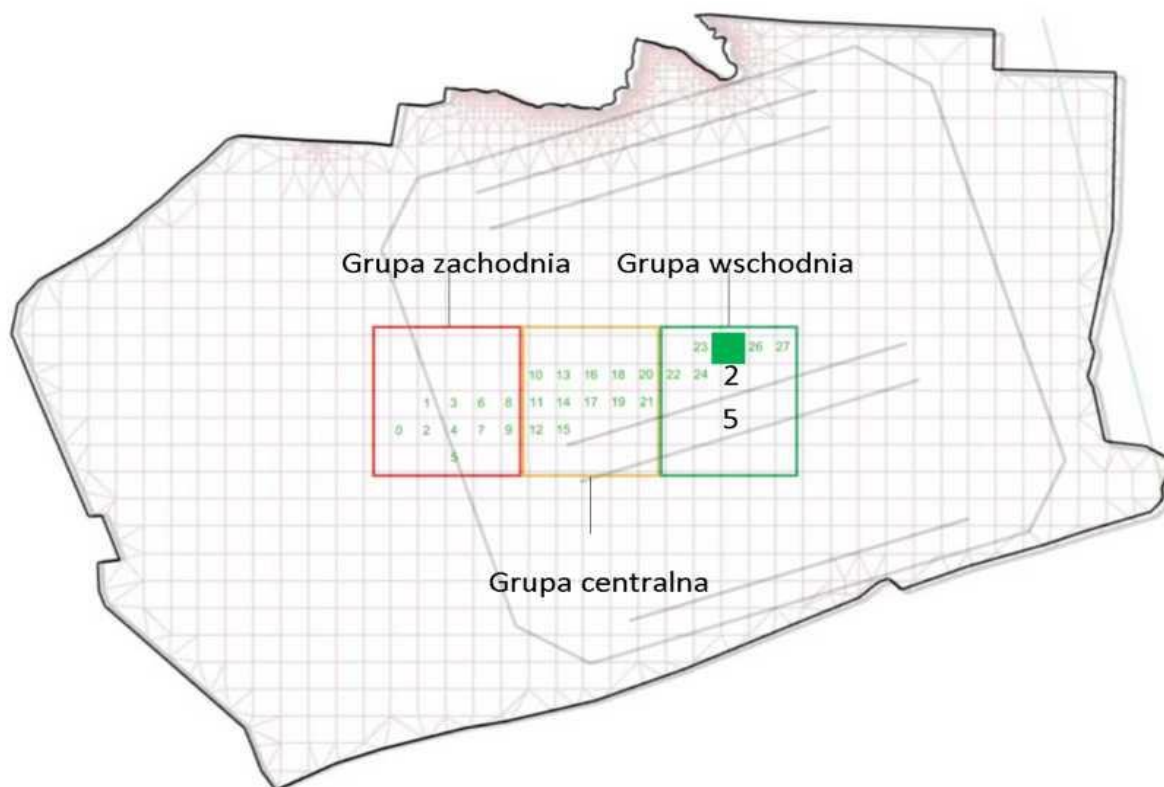 Grupa zachodnia
Grupa wschodnia
23 26 27
10 13 16 18 20 22 24 2
1 3 6 8 11 14 17 19 21 5
0 2 4 7 9 12 15
5
Grupa centralna